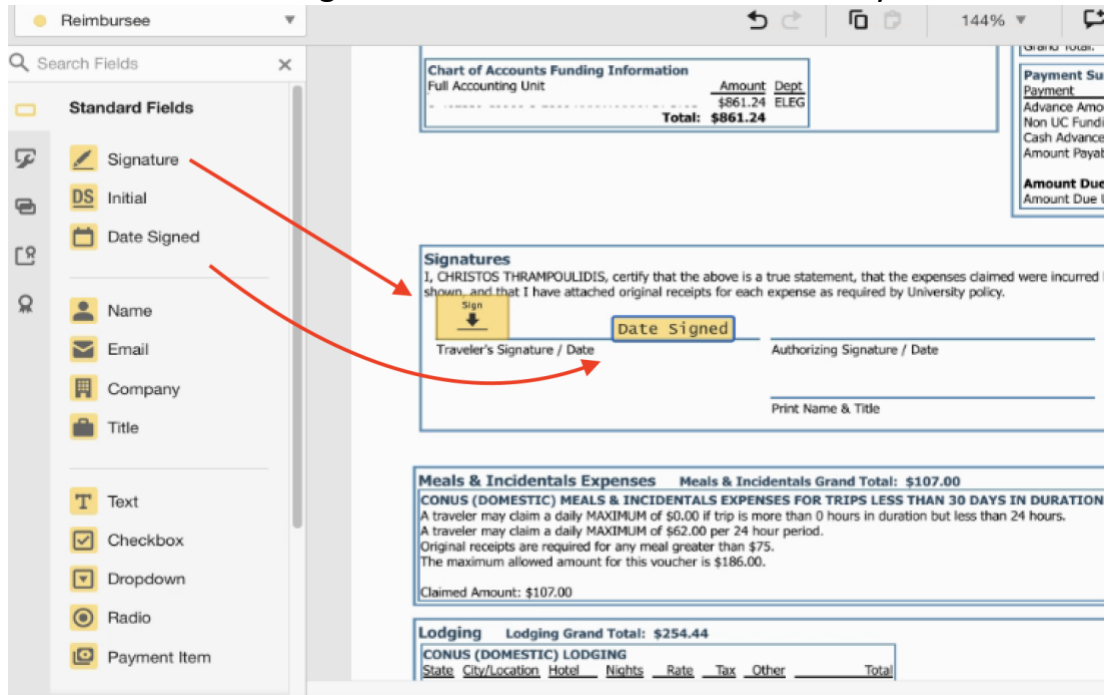 Reimbursee
144%
Search Fields
Standard Fields
Signature
DS Initial
Date Signed
Name
Email
Company
Title
T Text
Checkbox
Dropdown
Radio
Payment Item
Grand Total:
Chart of Accounts Funding Information
Full Accounting Unit Amount Dept
$861.24 ELEG
Total: $861.24
Payment Su
Payment
Advance Amo
Non UC Fundi
Cash Advance
Amount Payab
Amount Due
Amount Due U
Signatures
I, CHRISTOS THRAMPOULIDIS, certify that the above is a true statement, that the expenses claimed were incurred
shown, and that I have attached original receipts for each expense as required by University policy.
Sign
Date Signed
Traveler's Signature / Date Authorizing Signature / Date
Print Name & Title
Meals & Incidentals Expenses Meals & Incidentals Grand Total: $107.00
CONUS (DOMESTIC) MEALS & INCIDENTALS EXPENSES FOR TRIPS LESS THAN 30 DAYS IN DURATION
A traveler may claim a daily MAXIMUM of $0.00 if trip is more than 0 hours in duration but less than 24 hours.
A traveler may claim a daily MAXIMUM of $62.00 per 24 hour period.
Original receipts are required for any meal greater than $75.
The maximum allowed amount for this voucher is $186.00.
Claimed Amount: $107.00
Lodging Lodging Grand Total: $254.44
CONUS (DOMESTIC) LODGING
State City/Location Hotel Nights Rate Tax Other Total